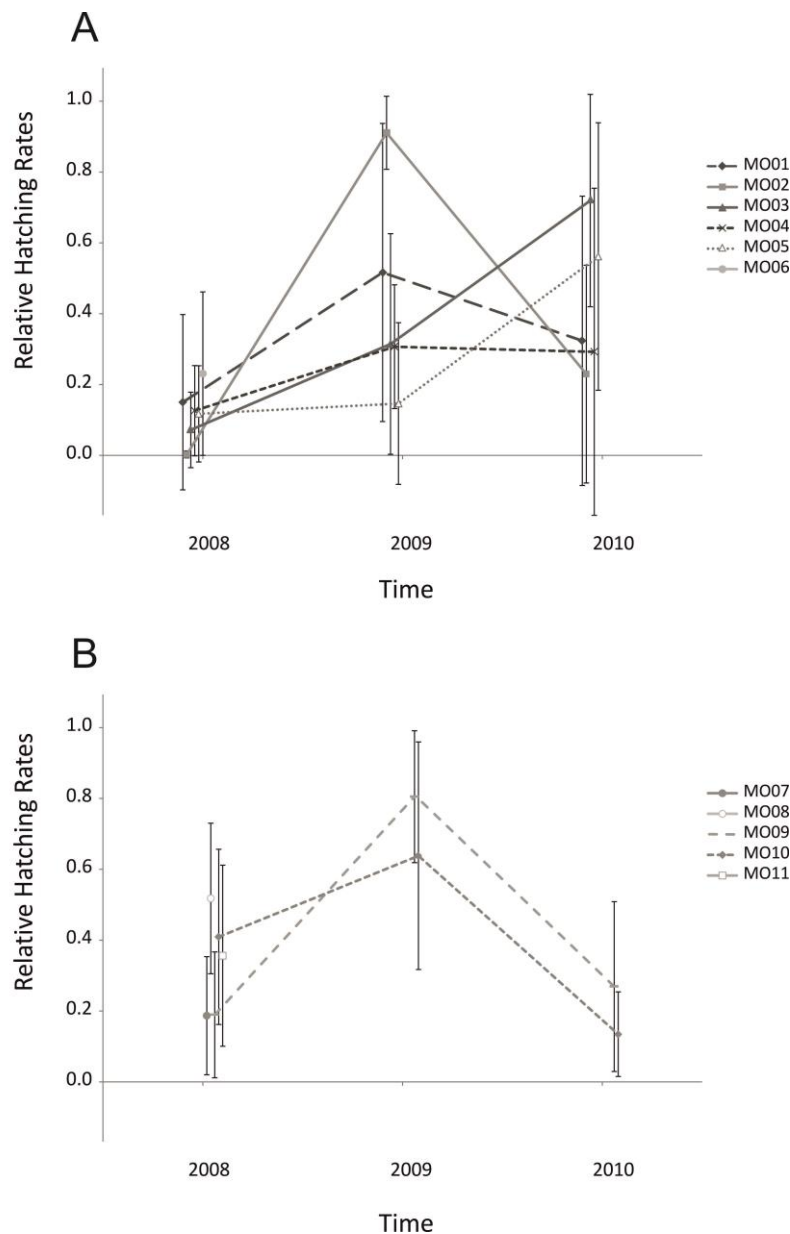 A
Relative Hatching Rates
1.0
0.8
0.6
0.4
0.2
0.0
2008 2009 2010
Time
MO01
MO02
MO03
MO04
MO05
MO06
B
Relative Hatching Rates
1.0
0.8
0.6
0.4
0.2
0.0
2008 2009 2010
Time
MO07
MO08
MO09
MO10
MO11